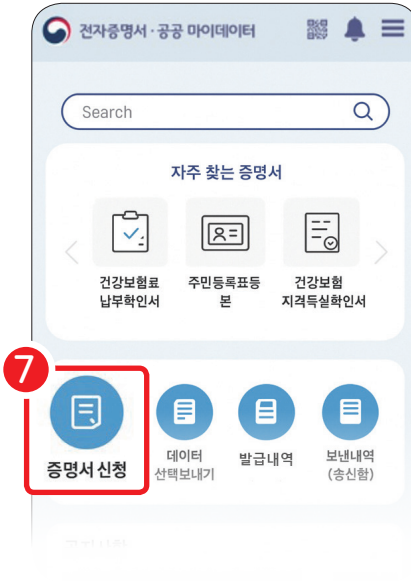 전자증명서 · 공공 마이데이터
Search
자주 찾는 증명서
건강보험료
납부확인서
주민등록표등
본
건강보험
지격득실확인서
7
증명서 신청
데이터
선택보내기
발급내역
보낸내역
(송신함)